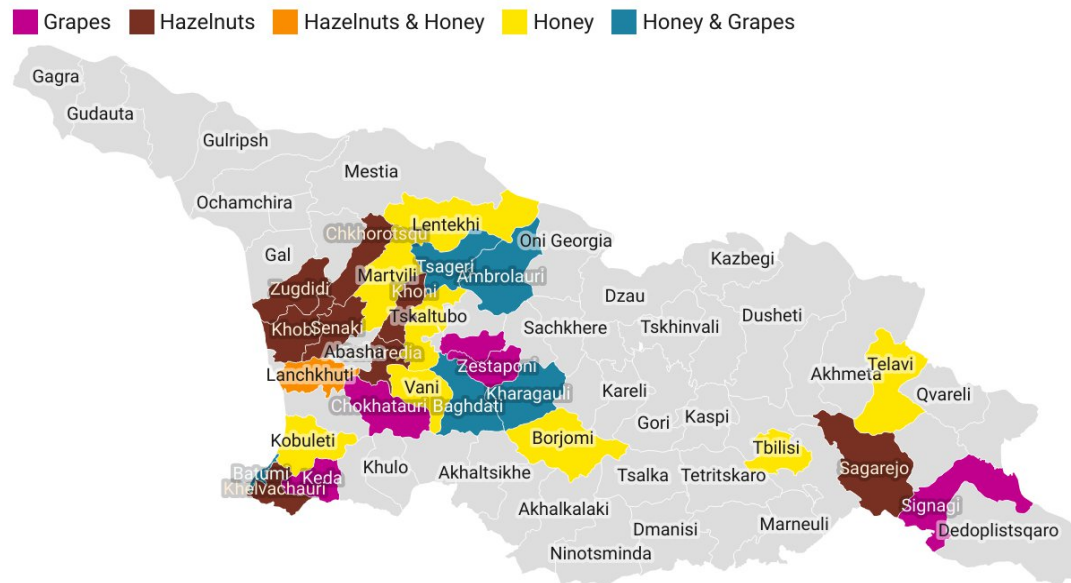 Grapes Hazelnuts Hazelnuts & Honey Honey Honey & Grapes
Gagra
Gudauta
Gulripsh
Mestia
Ochamchira
Lentekhi
Chkhorotsqu
Oni Georgia
Gal
Kazbegi
Tsageri
Martvili
Ambrolauri
Zugdidi
Khoni
Dzau
Dusheti
Tskaltubo
Khobi
Senaki
Sachkhere
Tskhinvali
Abasha
Zestaponi
Telavi
Lanchkhuti
Akhmeta
Vani
Kharagauli
Kareli
Qvareli
Chokhatauri
Baghdati
Gori
Kaspi
Kobuleti
Borjomi
Tbilisi
Batumi
Khulo
Akhaltsikhe
Tsalka
Tetritskaro
Sagarejo
Keda
Khelvachauri
Akhalkalaki
Signagi
Dmanisi
Marneuli
Dedoplistsqaro
Ninotsminda